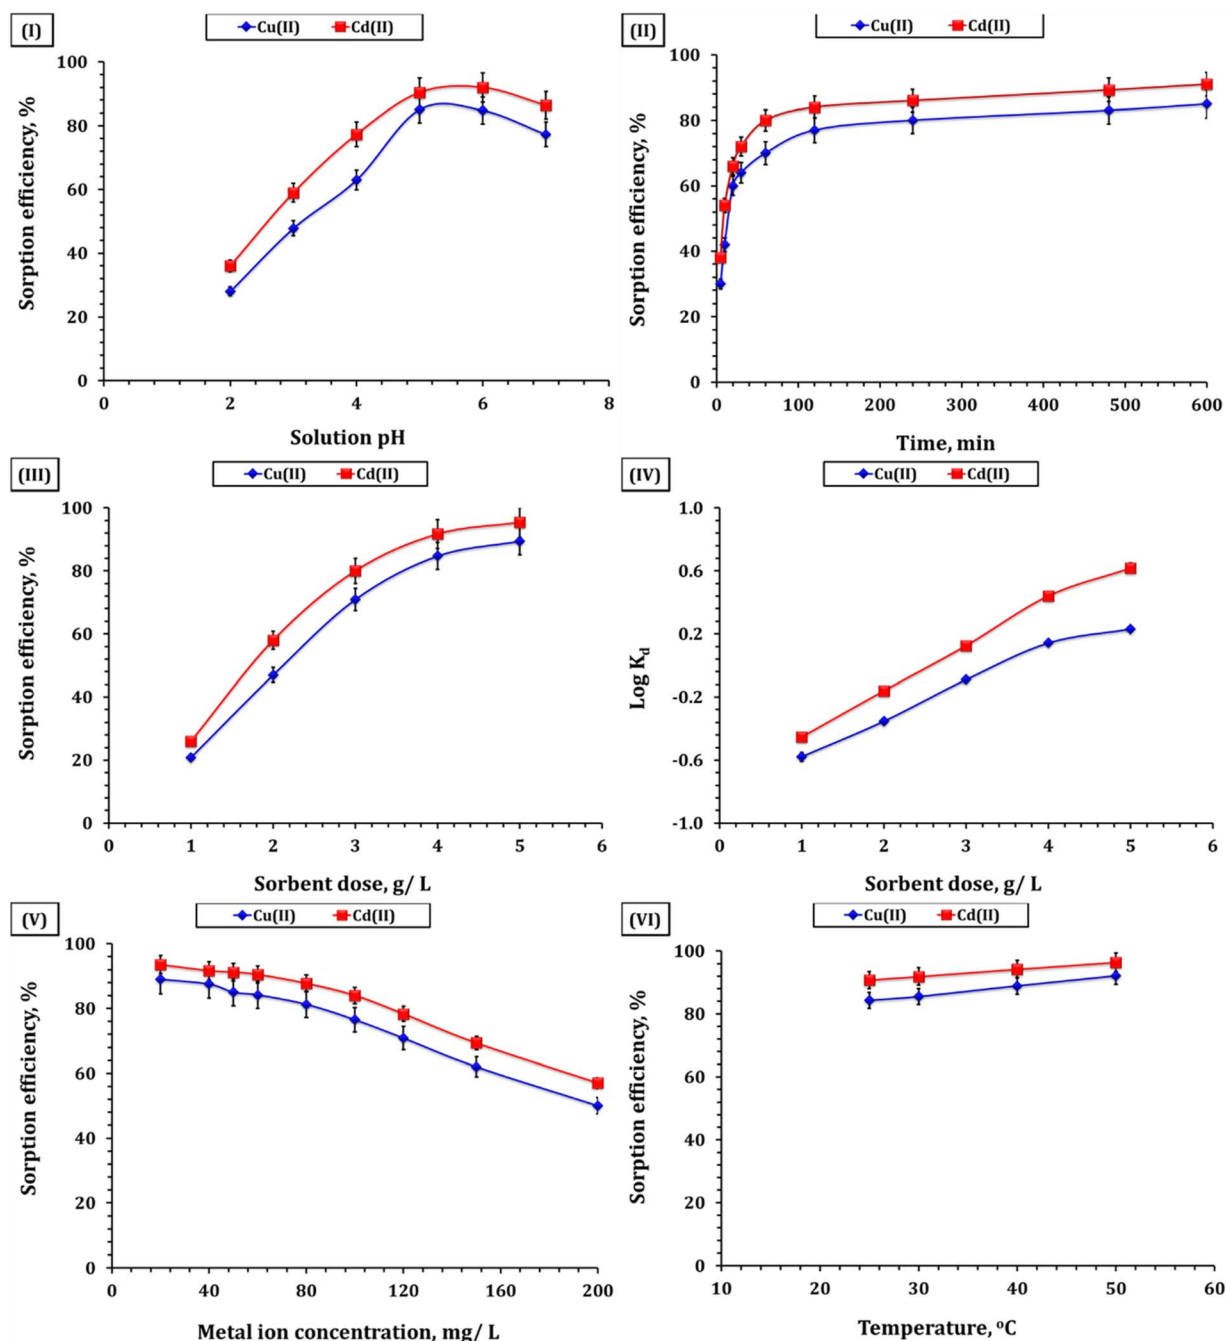 (I)
Cu(II) Cd(II)
Sorption efficiency, %
100
80
60
40
20
0
0 2 4 6 8
Solution pH
(II)
Cu(II) Cd(II)
Sorption efficiency, %
100
80
60
40
20
0
0 100 200 300 400 500 600
Time, min
(III)
Cu(II) Cd(II)
Sorption efficiency, %
100
80
60
40
20
0
0 1 2 3 4 5 6
Sorbent dose, g/ L
(IV)
Cu(II) Cd(II)
Log Kd
1.0
0.6
0.2
-0.2
-0.6
-1.0
0 1 2 3 4 5 6
Sorbent dose, g/ L
(V)
Cu(II) Cd(II)
Sorption efficiency, %
100
80
60
40
20
0
0 40 80 120 160 200
Metal ion concentration, mg/ L
(VI)
Cu(II) Cd(II)
Sorption efficiency, %
100
80
60
40
20
0
10 20 30 40 50 60
Temperature, °C